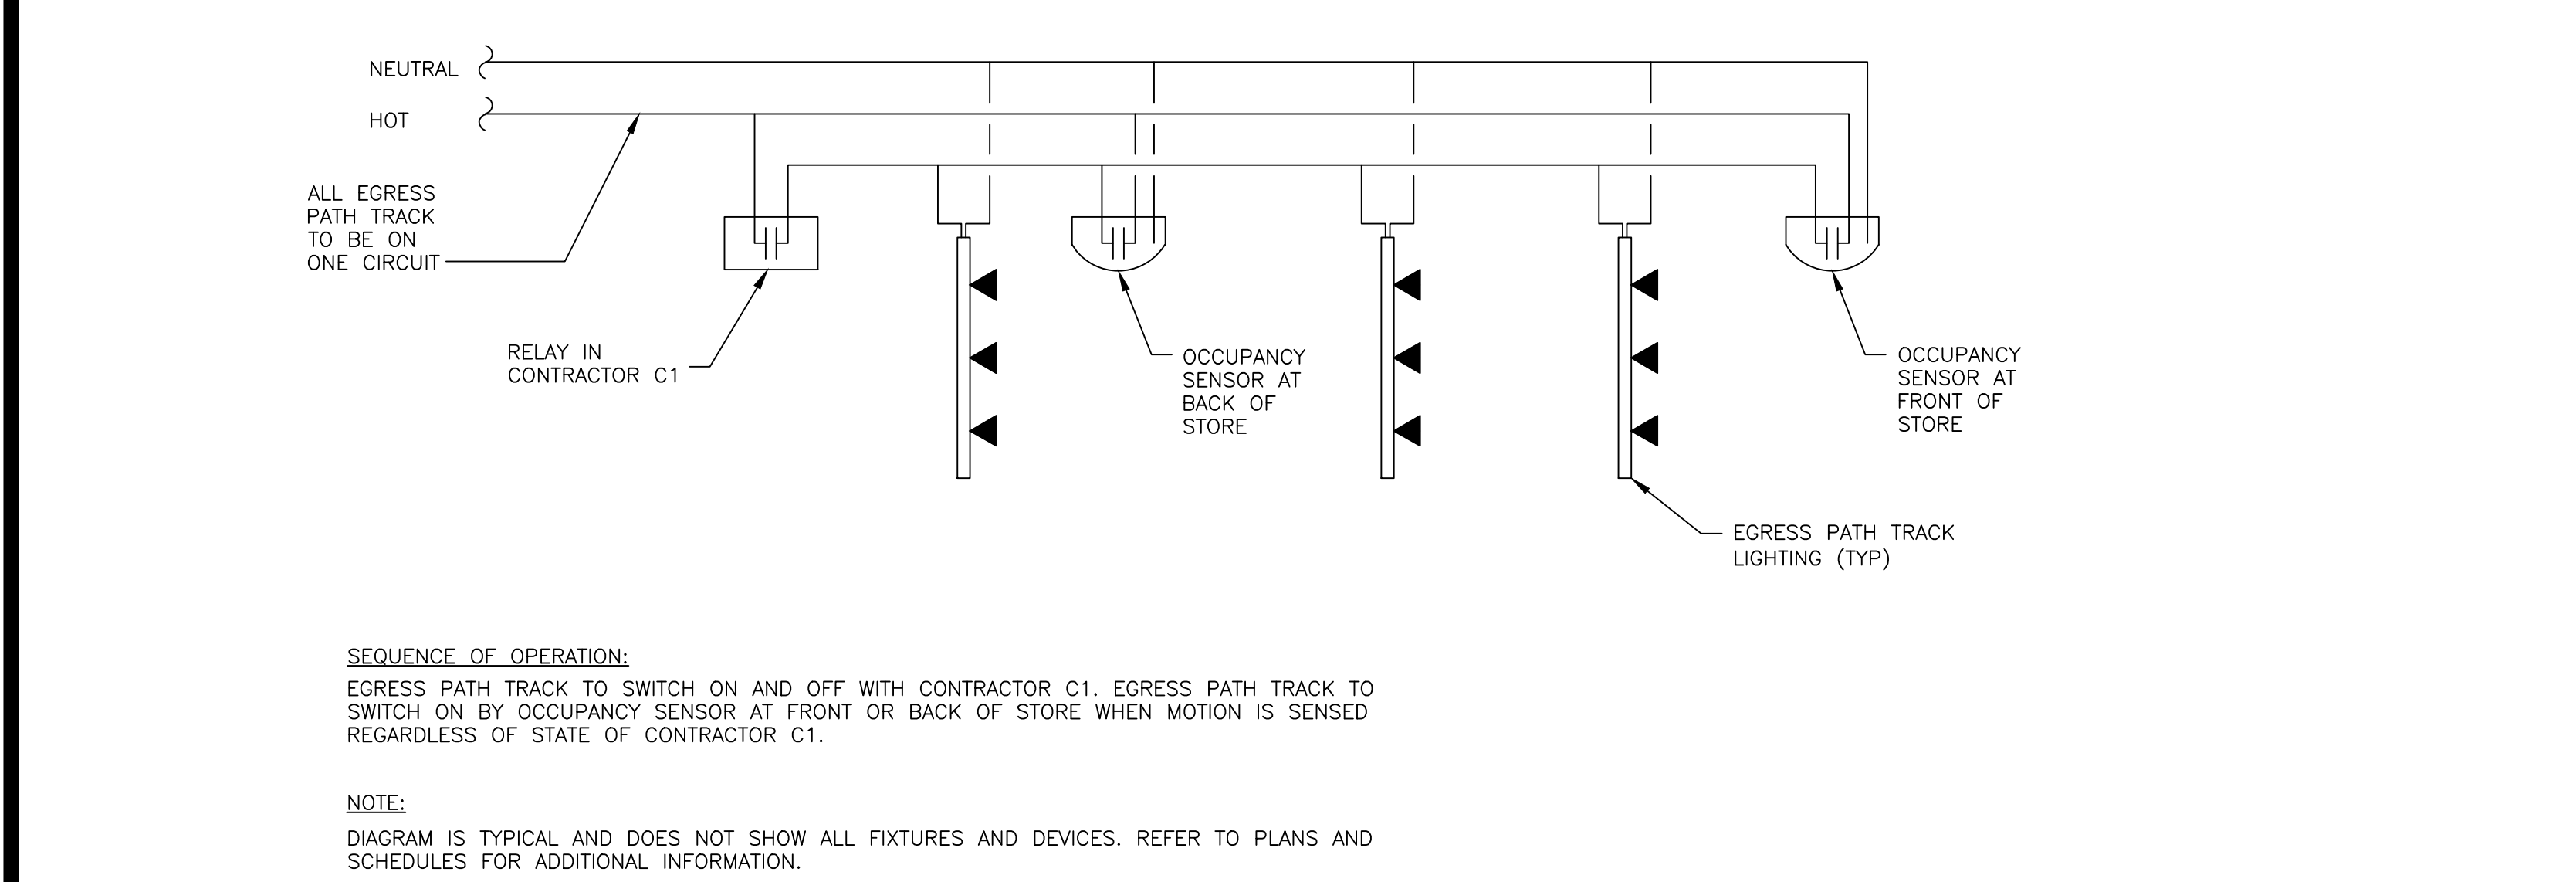 NEUTRAL
HOT
ALL EGRESS
PATH TRACK
TO BE ON
ONE CIRCUIT
RELAY IN
CONTRACTOR C1
OCCUPANCY
SENSOR AT
BACK OF
STORE
OCCUPANCY
SENSOR AT
FRONT OF
STORE
EGRESS PATH TRACK
LIGHTING (TYP)
SEQUENCE OF OPERATION:
EGRESS PATH TRACK TO SWITCH ON AND OFF WITH CONTRACTOR C1. EGRESS PATH TRACK TO
SWITCH ON BY OCCUPANCY SENSOR AT FRONT OR BACK OF STORE WHEN MOTION IS SENSED
REGARDLESS OF STATE OF CONTRACTOR C1.
NOTE:
DIAGRAM IS TYPICAL AND DOES NOT SHOW ALL FIXTURES AND DEVICES. REFER TO PLANS AND
SCHEDULES FOR ADDITIONAL INFORMATION.